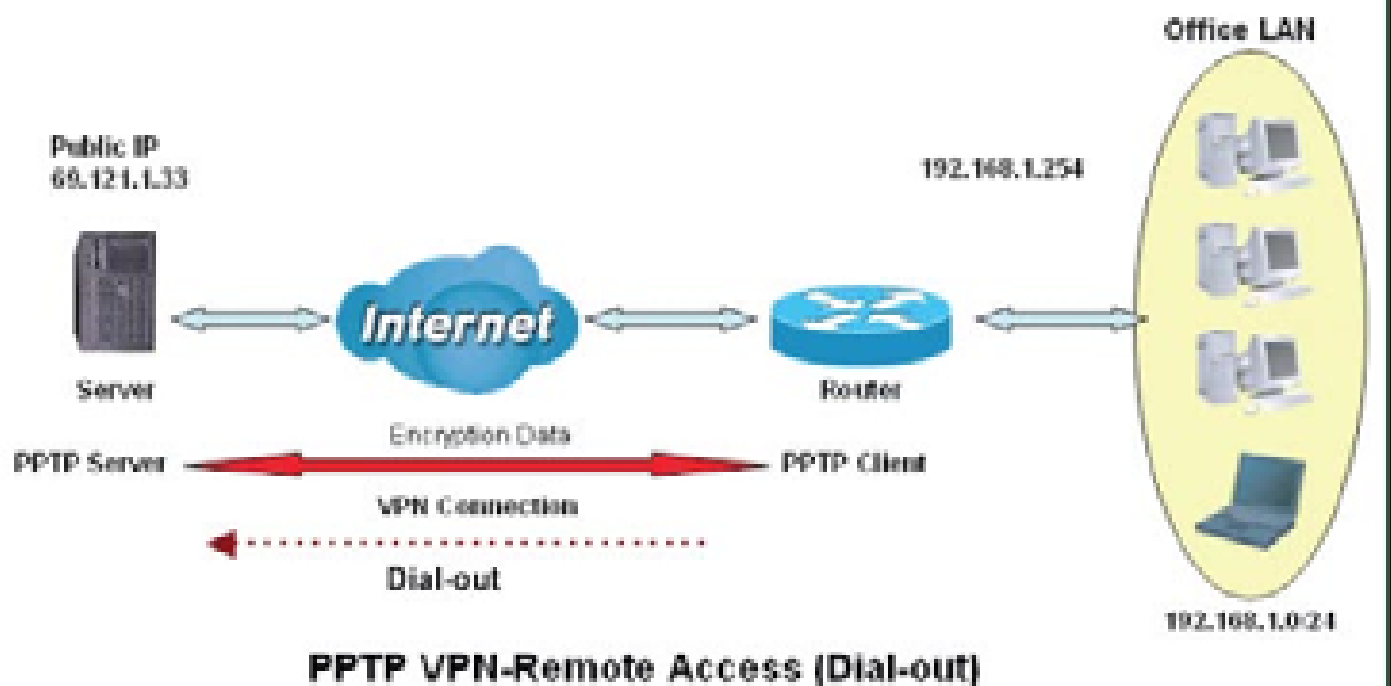 Office LAN
Public IP
69.121.1.33
192.168.1.254
Internet
Server
Router
Encryption Data
PPTP Server
PPTP Client
VPN Connection
Dial-out
192.168.1.0/24
PPTP VPN-Remote Access (Dial-out)